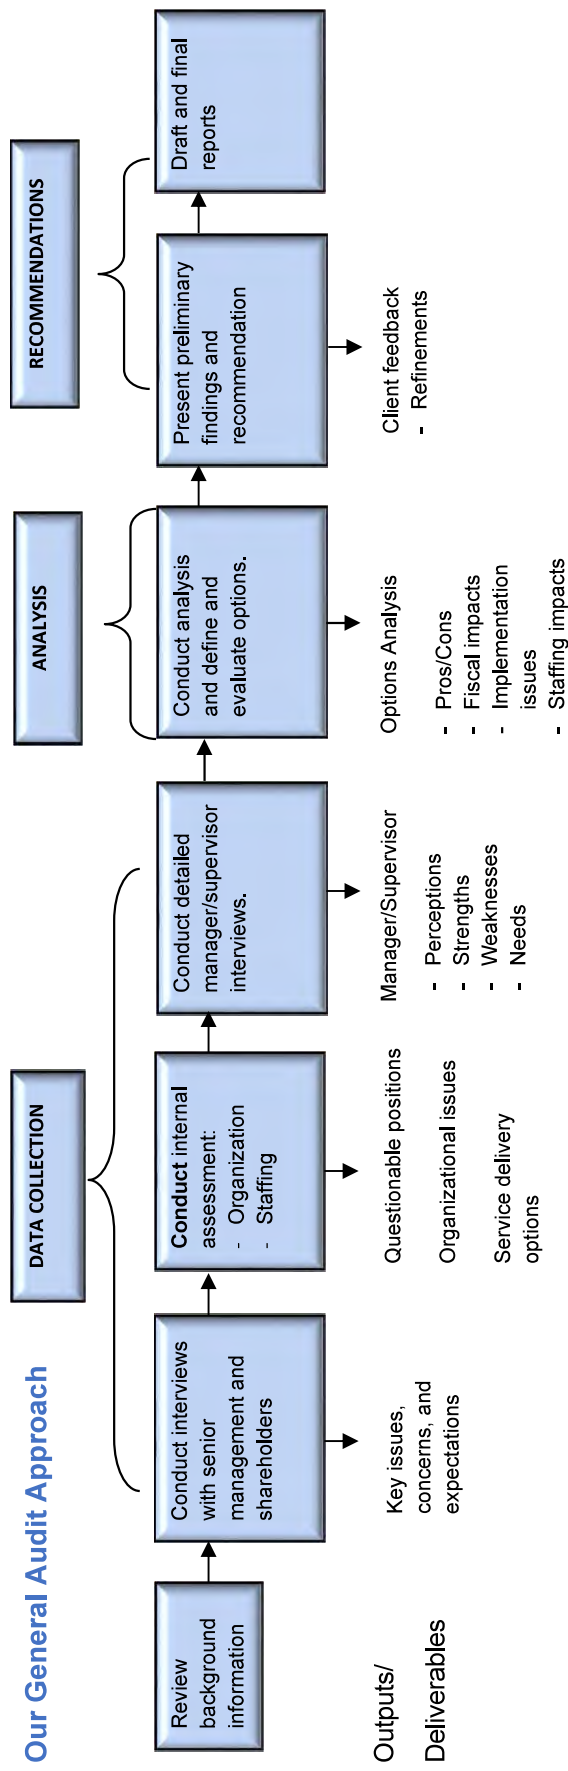 Our General Audit Approach
DATA COLLECTION
ANALYSIS
RECOMMENDATIONS
Review
background
information
Conduct interviews
with senior
management and
shareholders
Conduct internal
assessment:
- Organization
- Staffing
Conduct detailed
manager/supervisor
interviews.
Conduct analysis
and define and
evaluate options.
Present preliminary
findings and
recommendation
Draft and final
reports
Outputs/
Deliverables
Key issues,
concerns, and
expectations
Questionable positions
Organizational issues
Service delivery
options
Manager/Supervisor
- Perceptions
- Strengths
- Weaknesses
- Needs
Options Analysis
- Pros/Cons
- Fiscal impacts
- Implementation
issues
- Staffing impacts
Client feedback
- Refinements